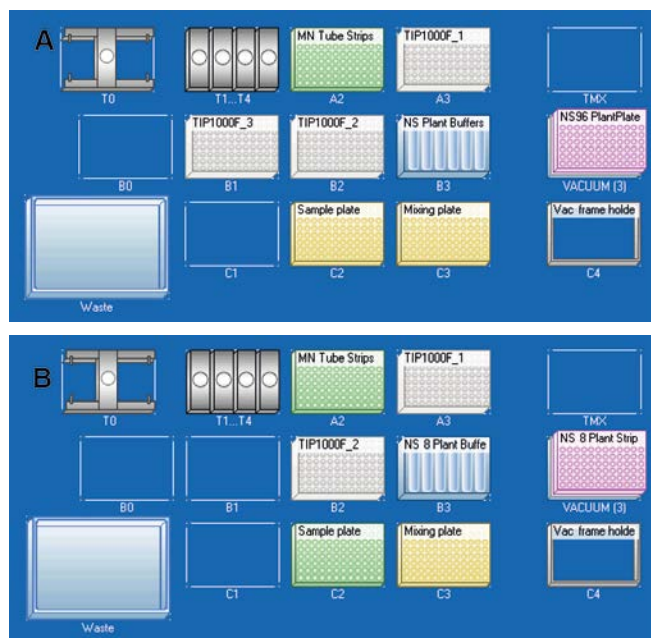 A
MN Tube Strips
TIP1000F_1
T0
T1...T4
A2
A3
TMX
TIP1000F_3
TIP1000F_2
NS Plant Buffers
NS96 PlantPlate
B0
B1
B2
B3
VACUUM (3)
Sample plate
Mixing plate
Vac frame holde
Waste
C1
C2
C3
C4
B
MN Tube Strips
TIP1000F_1
T0
T1...T4
A2
A3
TMX
TIP1000F_2
NS 8 Plant Buffe
NS 8 Plant Strip
B0
B1
B2
B3
VACUUM (3)
Sample plate
Mixing plate
Vac frame holde
Waste
C1
C2
C3
C4